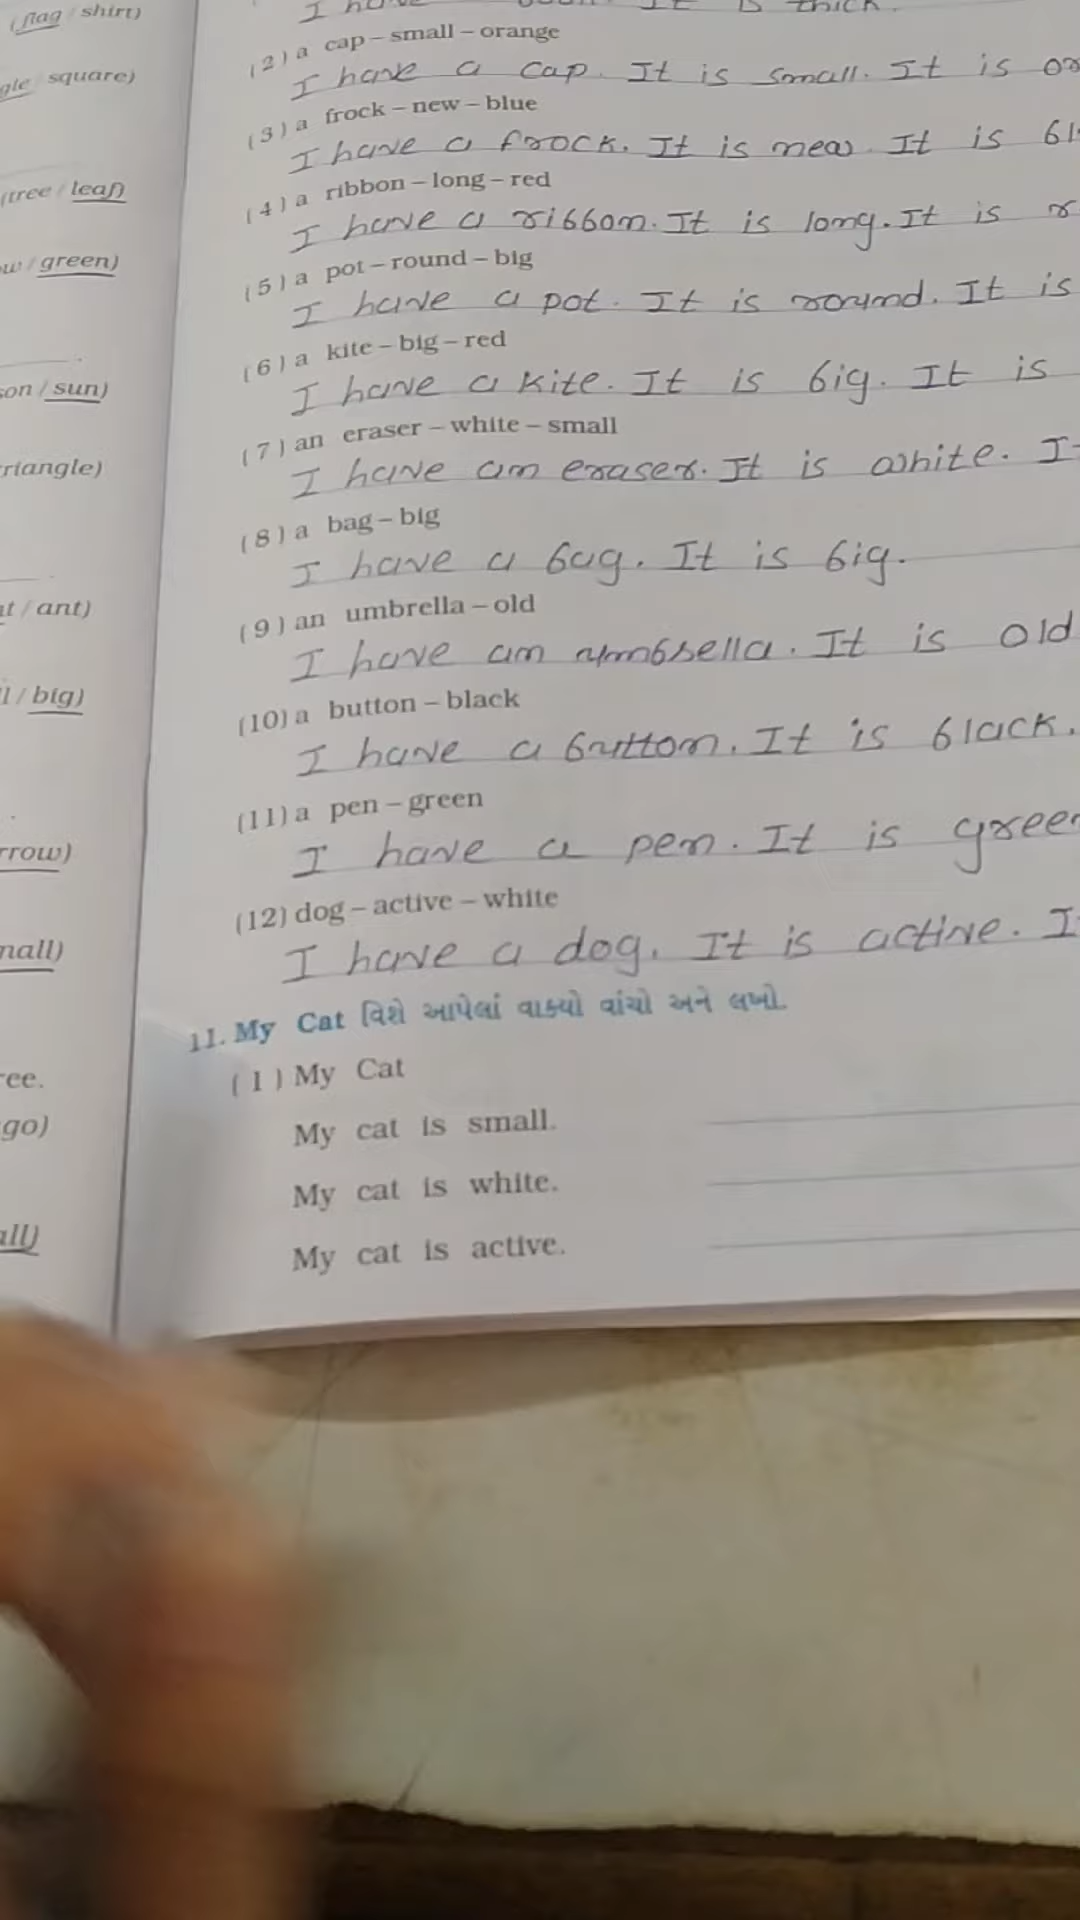 (flag / shirt)
square)
(tree / leaf)
/ green)
/ sun)
/ ant)
/ big)
go)
I is thick.
(2) a cap – small – orange
I have a cap. It is small. It is
(3) a frock – new – blue
I have a frock. It is new. It is
(4) a ribbon – long – red
I have a ribbon. It is long. It is
(5) a pot – round – big
I have a pot. It is round. It is
(6) a kite – big – red
I have a kite. It is big. It is
(7) an eraser – white – small
I have an eraser. It is white.
(8) a bag – big
I have a bag. It is big.
(9) an umbrella – old
I have an umbrella. It is old
(10) a button – black
I have a button. It is black.
(11) a pen – green
I have a pen. It is
(12) dog – active – white
I have a dog. It is active.
11. My Cat વિશે આપેલાં વાક્યો વાંચો અને લખો.
(1) My Cat
My cat is small.
My cat is white.
My cat is active.